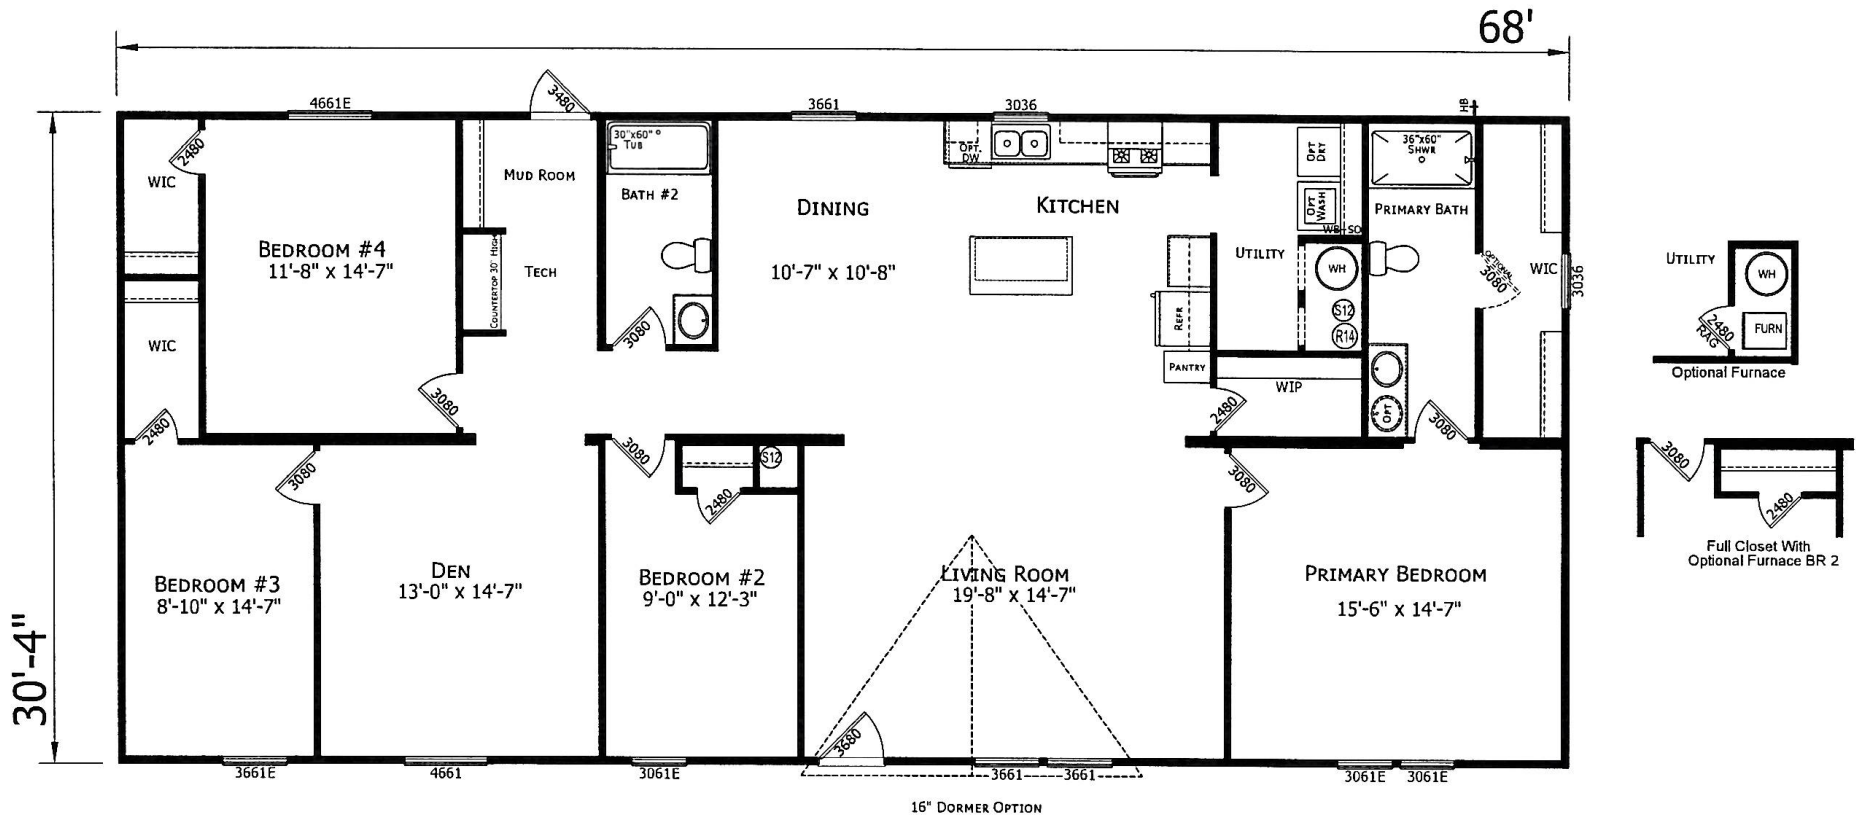 68'
30'-4"
4661E
3480
3661
3036
HB
2480
WIC
BEDROOM #4
11'-8" x 14'-7"
MUD ROOM
30"x60"
TUB
BATH #2
DINING
10'-7" x 10'-8"
OPT.
DW
KITCHEN
OPT
DRY
OPT
WASH
WB-SO
36"x60"
SHWR
PRIMARY BATH
COUNTERTOP 30" HIGH
TECH
UTILITY
WH
S12
R14
OPTIONAL
3080
WIC
3036
REFR
PANTRY
WIP
2480
OPT
3080
WIC
2480
3080
3080
3080
3080
S12
2480
3080
BEDROOM #3
8'-10" x 14'-7"
DEN
13'-0" x 14'-7"
BEDROOM #2
9'-0" x 12'-3"
LIVING ROOM
19'-8" x 14'-7"
PRIMARY BEDROOM
15'-6" x 14'-7"
3680
3661E
4661
3061E
3661
3661
3061E
3061E
16" DORMER OPTION
UTILITY
WH
2480
RAG
FURN
Optional Furnace
3080
2480
Full Closet With
Optional Furnace BR 2